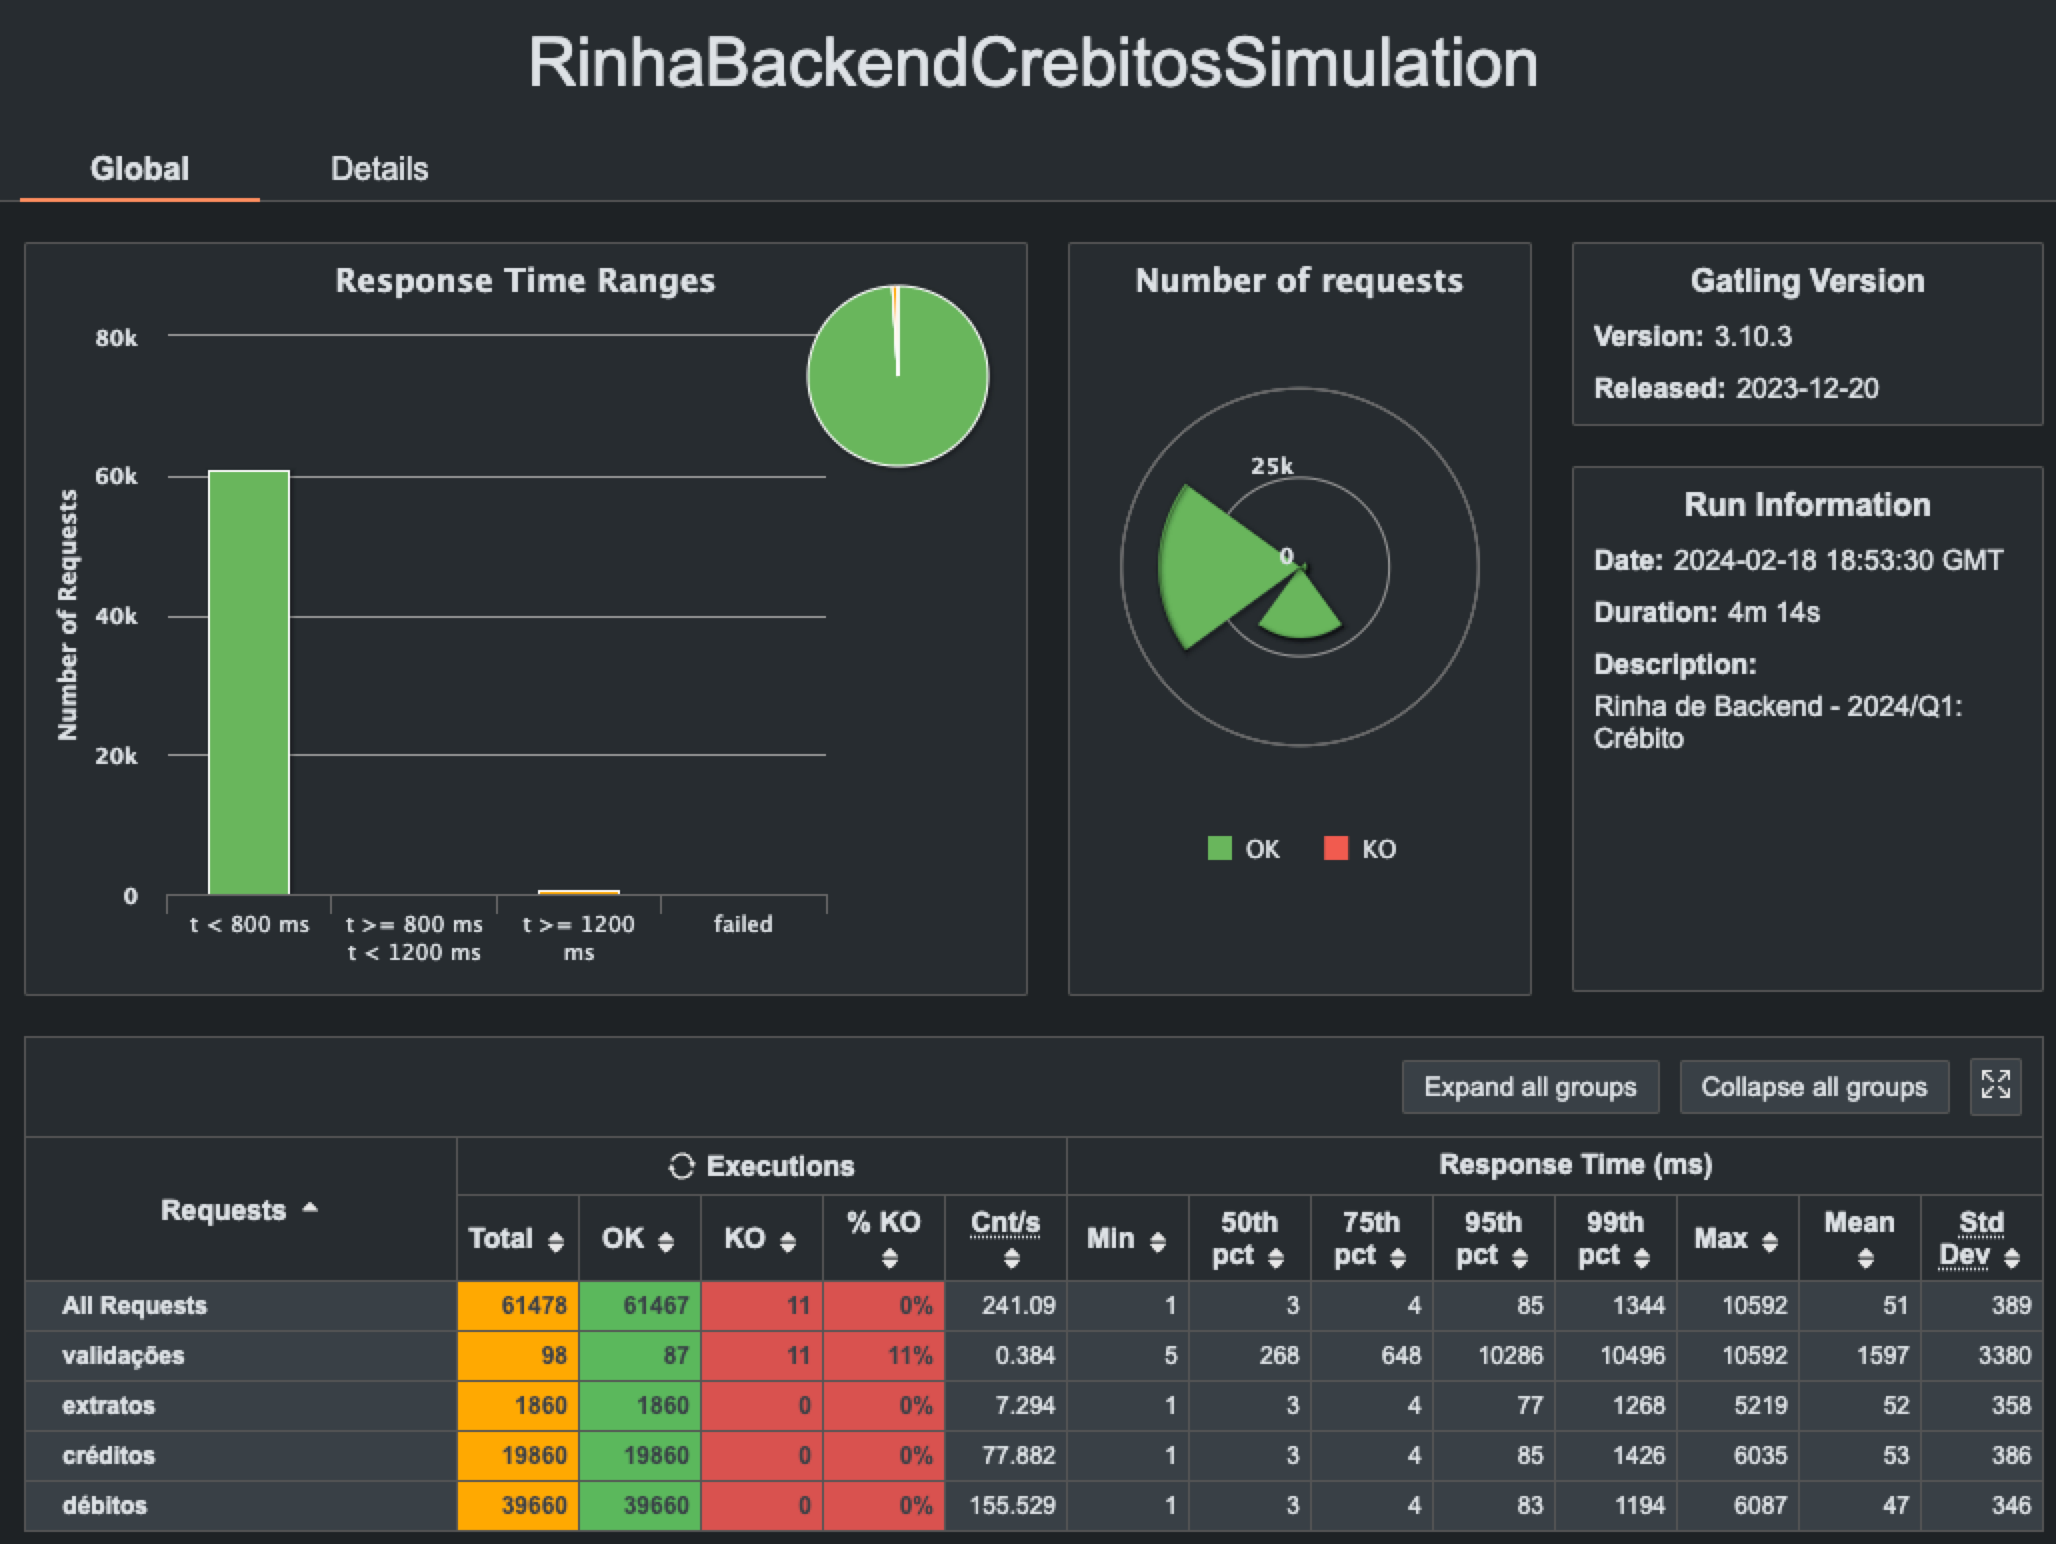 RinhaBackendCrebitosSimulation
Global
Details
Response Time Ranges
80k
60k
40k
20k
0
Number of Requests
t < 800 ms
t >= 800 ms
t < 1200 ms
t >= 1200
ms
failed
Number of requests
25k
0
OK
KO
Gatling Version
Version: 3.10.3
Released: 2023-12-20
Run Information
Date: 2024-02-18 18:53:30 GMT
Duration: 4m 14s
Description:
Rinha de Backend - 2024/Q1:
Crébito
Expand all groups
Collapse all groups
Requests
Executions
Response Time (ms)
Total OK KO % KO Cnt/s Min 50th pct 75th pct 95th pct 99th pct Max Mean Std Dev
All Requests 61478 61467 11 0% 241.09 1 3 4 85 1344 10592 51 389
validações 98 87 11 11% 0.384 5 268 648 10286 10496 10592 1597 3380
extratos 1860 1860 0 0% 7.294 1 3 4 77 1268 5219 52 358
créditos 19860 19860 0 0% 77.882 1 3 4 85 1426 6035 53 386
débitos 39660 39660 0 0% 155.529 1 3 4 83 1194 6087 47 346